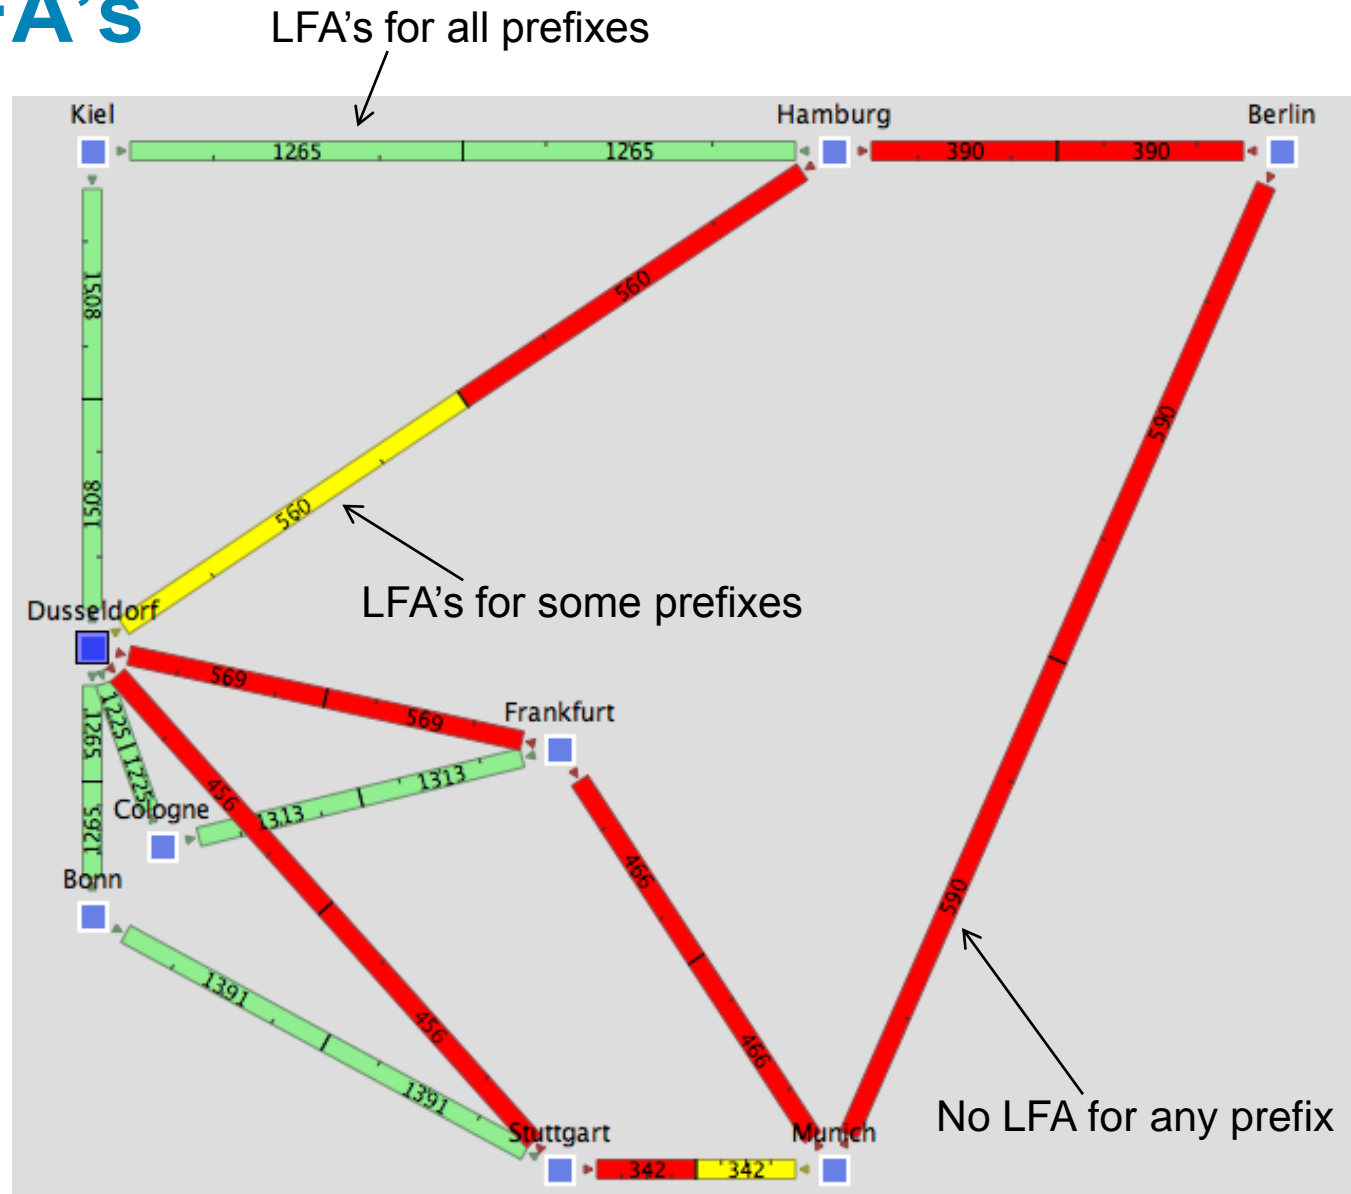 FA's
LFA's for all prefixes
Kiel
Hamburg
Berlin
1265
1265
390
390
1508
560
590
1508
560
LFA's for some prefixes
Dusseldorf
569
569
Frankfurt
1265
1225
1225
456
1313
1313
Cologne
1265
Bonn
466
590
1391
456
466
1391
No LFA for any prefix
Stuttgart
Munich
342
342